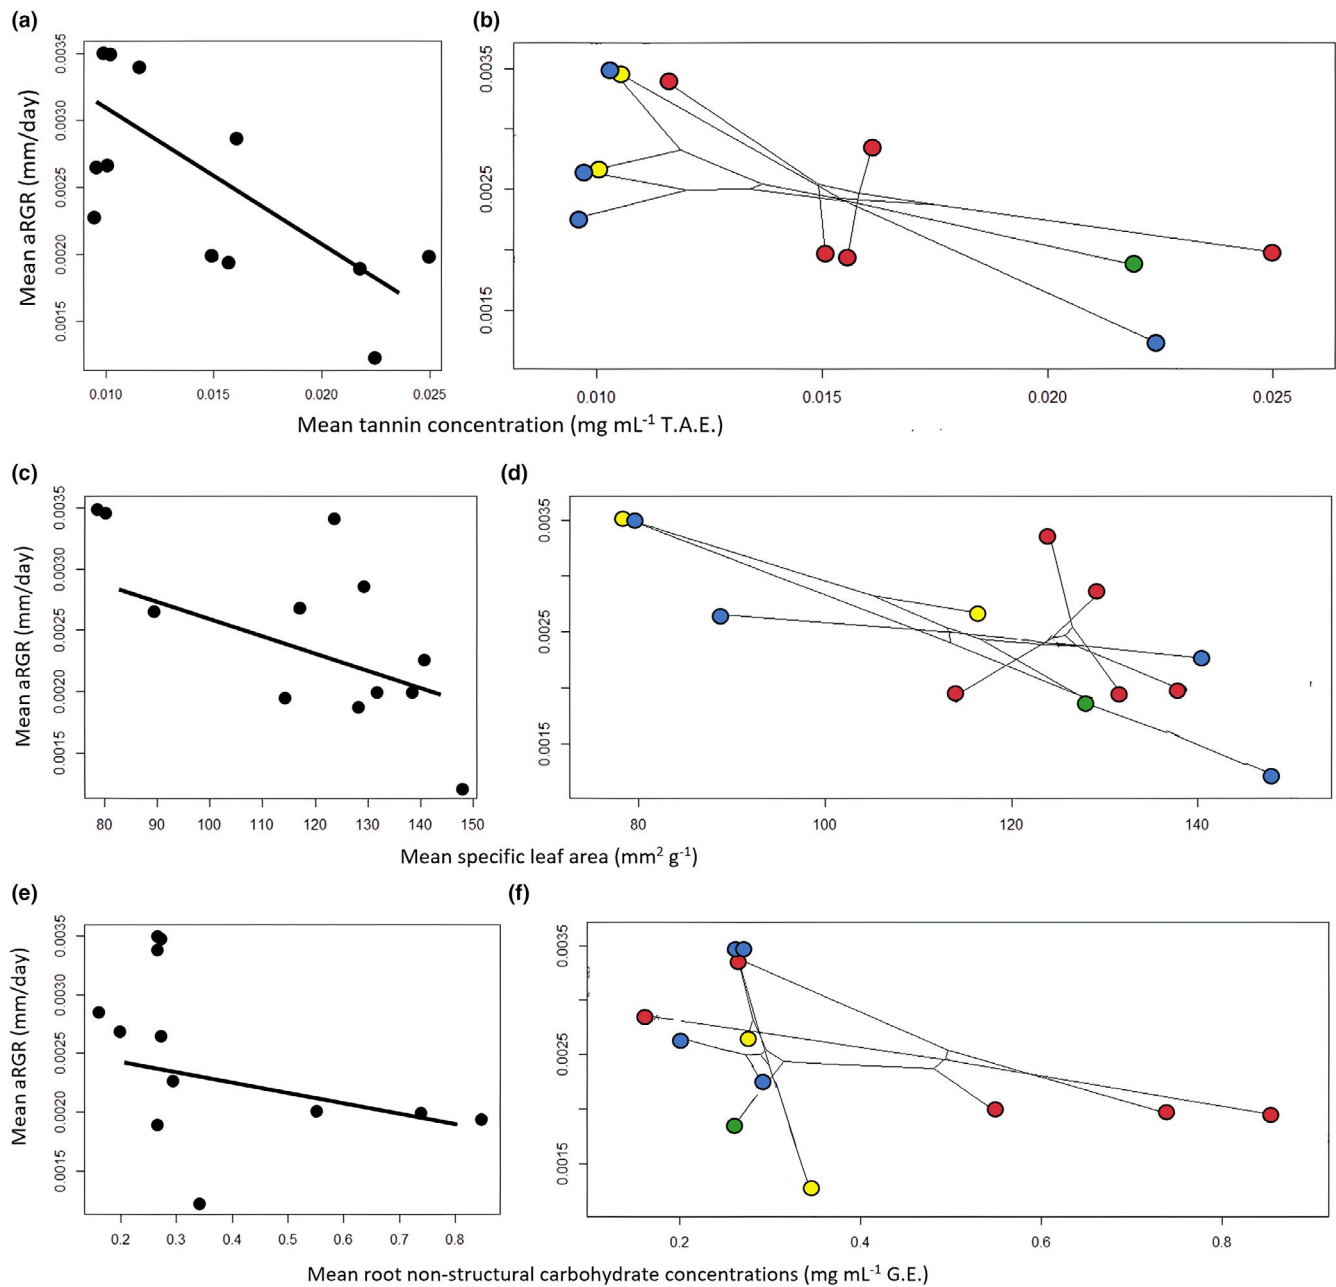 (a)
(b)
Mean aRGR (mm/day)
0.0035
0.0030
0.0025
0.0020
0.0015
0.010 0.015 0.020 0.025
0.0035
0.0025
0.0015
0.010 0.015 0.020 0.025
Mean tannin concentration (mg mL-1 T.A.E.)
(c)
(d)
Mean aRGR (mm/day)
0.0035
0.0030
0.0025
0.0020
0.0015
80 90 100 110 120 130 140 150
0.0035
0.0025
0.0015
80 100 120 140
Mean specific leaf area (mm2 g-1)
(e)
(f)
Mean aRGR (mm/day)
0.0035
0.0030
0.0025
0.0020
0.0015
0.2 0.3 0.4 0.5 0.6 0.7 0.8
0.0035
0.0025
0.0015
0.2 0.4 0.6 0.8
Mean root non-structural carbohydrate concentrations (mg mL-1 G.E.)